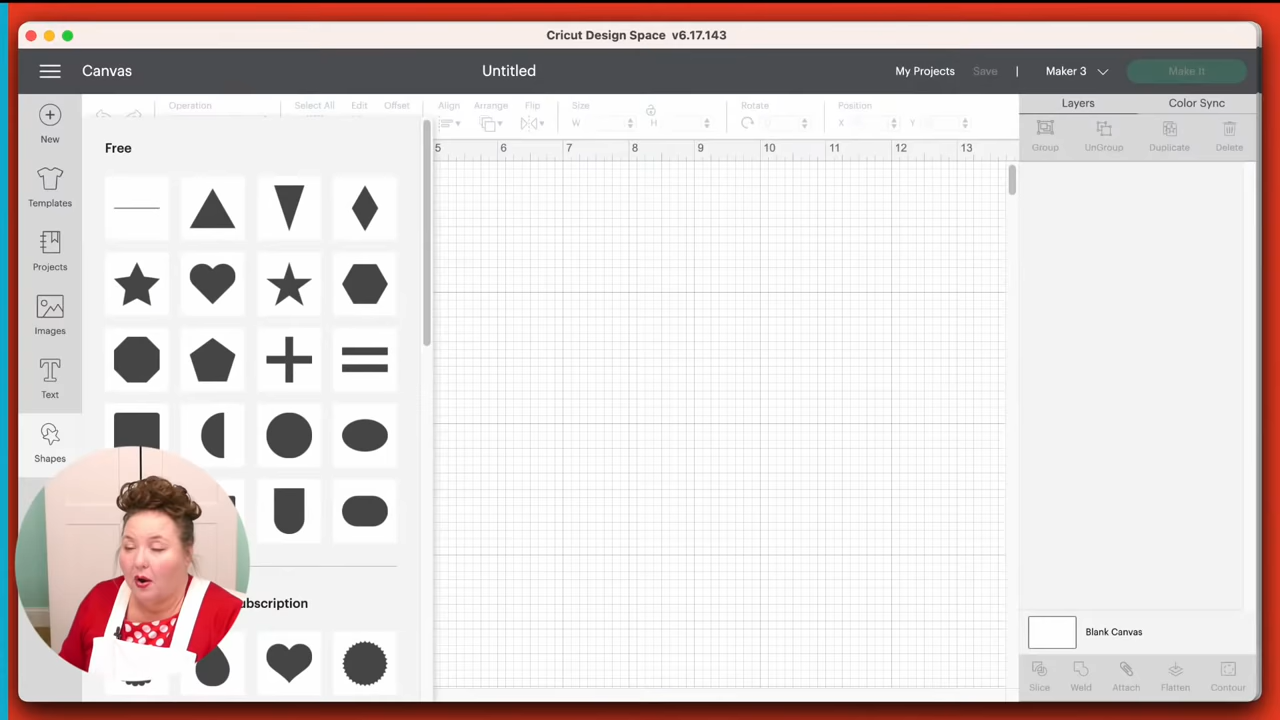 Cricut Design Space v6.17.143
Canvas
Untitled
My Projects
Save
|
Maker 3
Make It
New
Templates
Projects
Images
Text
Shapes
Operation
Select All
Edit
Offset
Align
Arrange
Flip
Size
W
H
Rotate
Position
X
Y
Free
5 6 7 8 9 10 11 12 13
ubscription
Layers
Color Sync
Group
UnGroup
Duplicate
Delete
Blank Canvas
Slice
Weld
Attach
Flatten
Contour